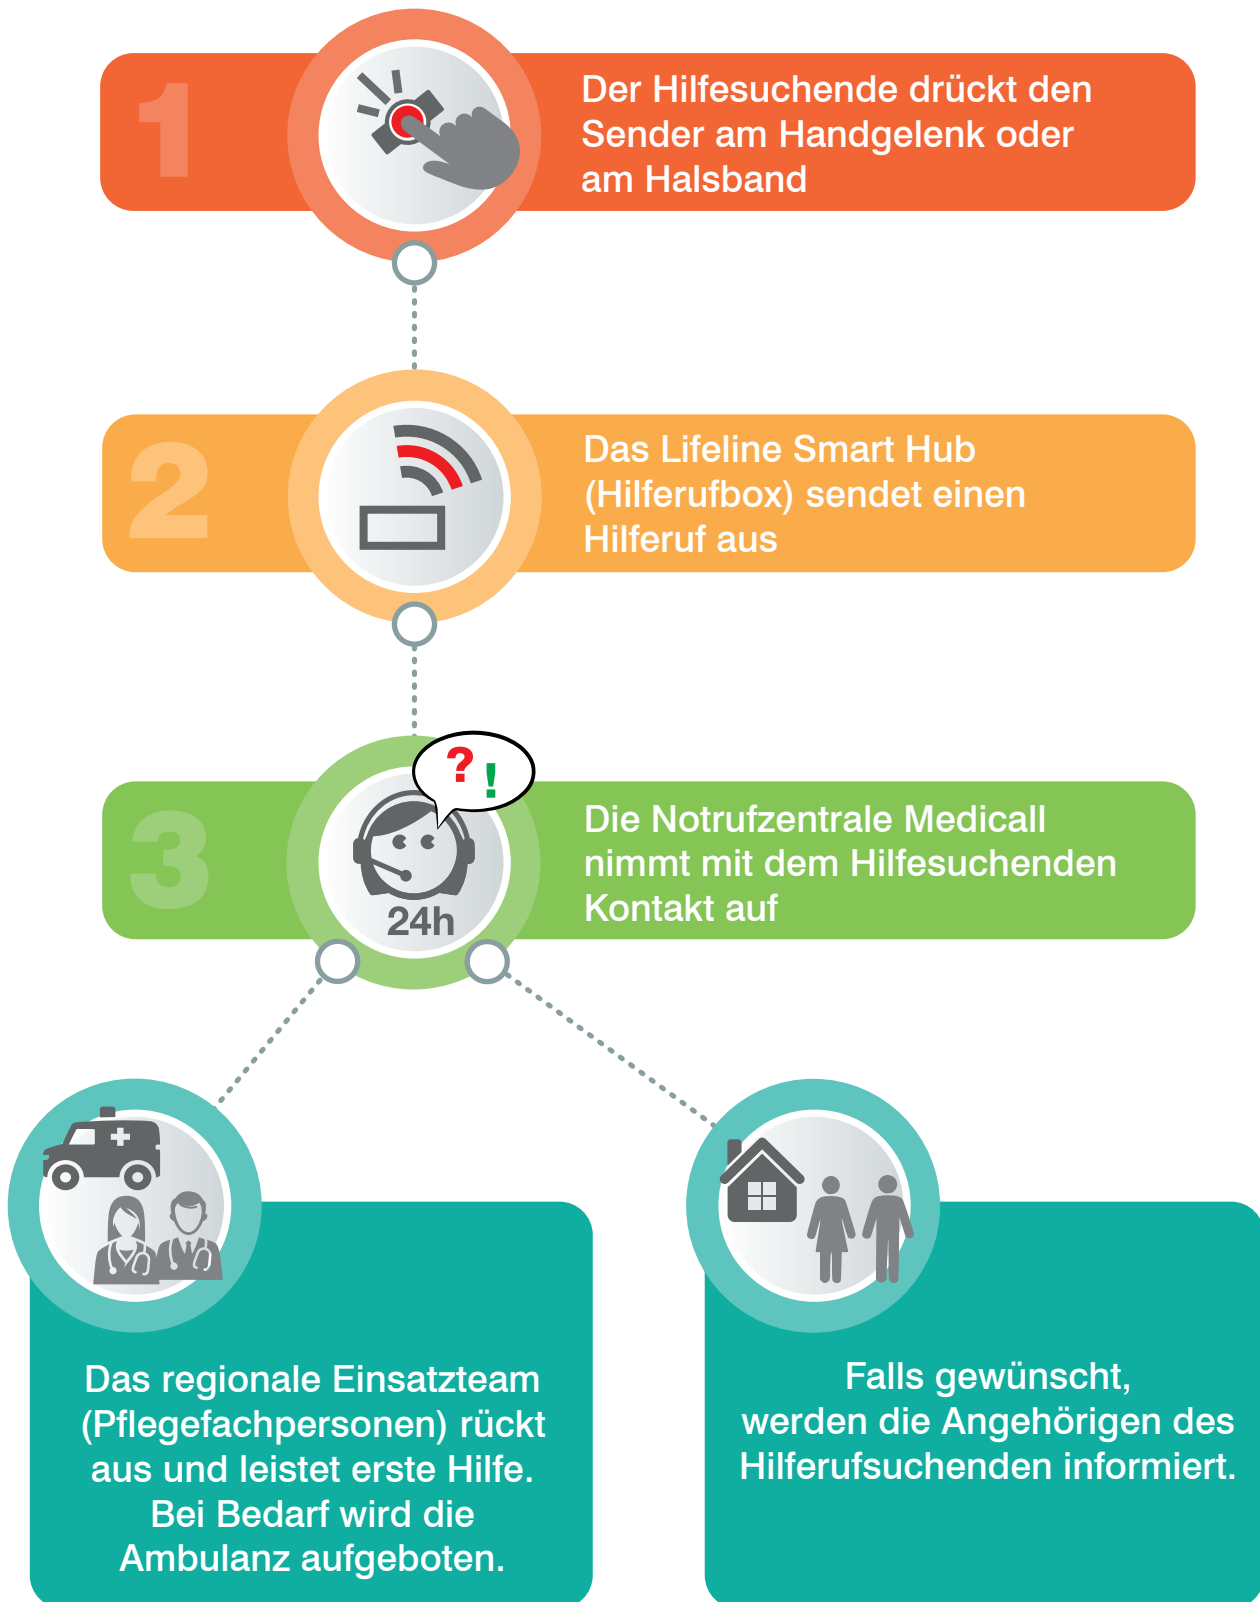 1
Der Hilfesuchende drückt den
Sender am Handgelenk oder
am Halsband
2
Das Lifeline Smart Hub
(Hilferufbox) sendet einen
Hilferuf aus
?!
3
24h
Die Notrufzentrale Medicall
nimmt mit dem Hilfesuchenden
Kontakt auf
Das regionale Einsatzteam
(Pflegefachpersonen) rückt
aus und leistet erste Hilfe.
Bei Bedarf wird die
Ambulanz aufgeboten.
Falls gewünscht,
werden die Angehörigen des
Hilferufsuchenden informiert.